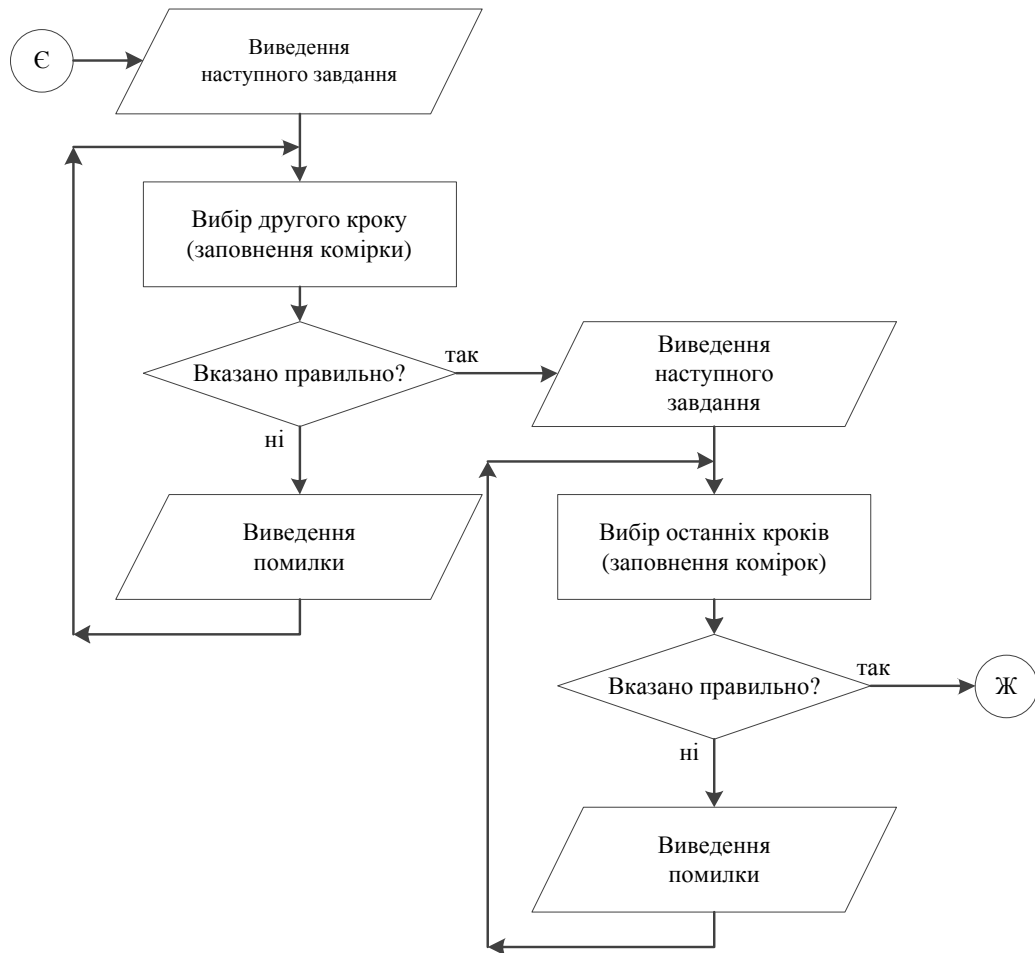 Є
Виведення
наступного завдання
Вибір другого кроку
(заповнення комірки)
Вказано правильно?
так
ні
Виведення
помилки
Виведення
наступного
завдання
Вибір останніх кроків
(заповнення комірок)
Вказано правильно?
так
Ж
ні
Виведення
помилки